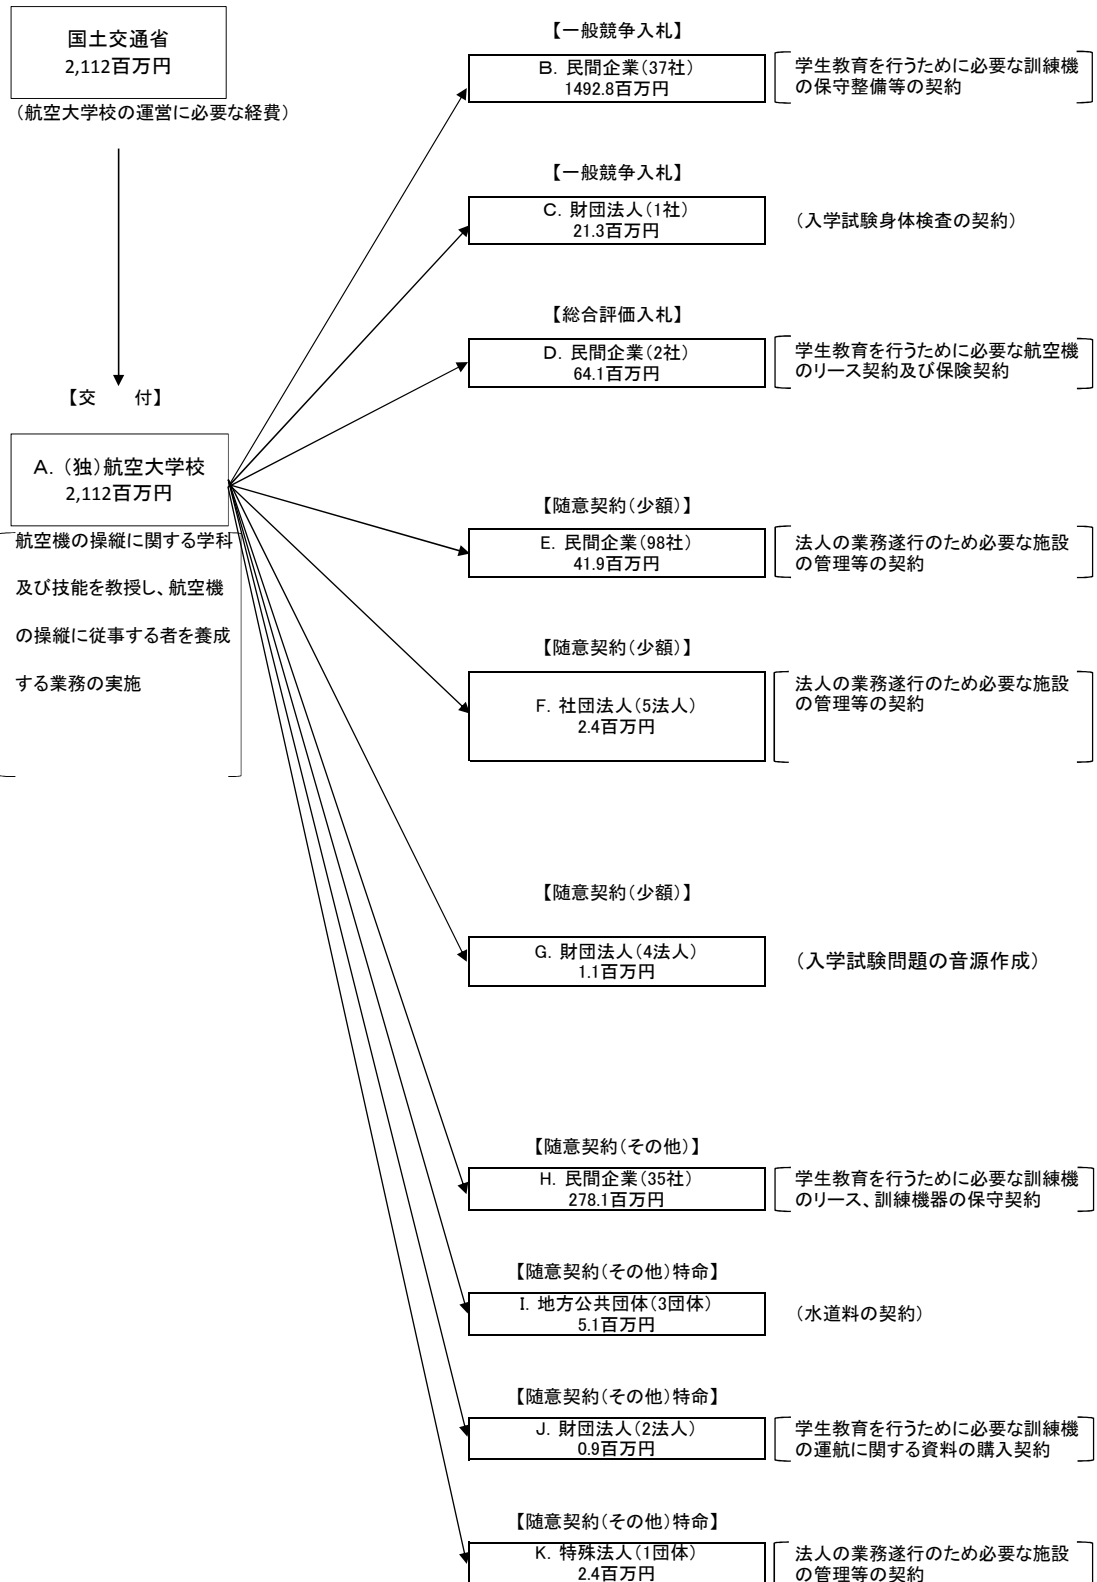 国土交通省
2,112百万円
（航空大学校の運営に必要な経費）
【交　　付】
A．（独）航空大学校
2,112百万円
航空機の操縦に関する学科
及び技能を教授し、航空機
の操縦に従事する者を養成
する業務の実施
【一般競争入札】
B．民間企業（37社）
1492.8百万円
学生教育を行うために必要な訓練機
の保守整備等の契約
【一般競争入札】
C．財団法人（1社）
21.3百万円
（入学試験身体検査の契約）
【総合評価入札】
D．民間企業（2社）
64.1百万円
学生教育を行うために必要な航空機
のリース契約及び保険契約
【随意契約（少額）】
E．民間企業（98社）
41.9百万円
法人の業務遂行のため必要な施設
の管理等の契約
【随意契約（少額）】
F．社団法人（5法人）
2.4百万円
法人の業務遂行のため必要な施設
の管理等の契約
【随意契約（少額）】
G．財団法人（4法人）
1.1百万円
（入学試験問題の音源作成）
【随意契約（その他）】
H．民間企業（35社）
278.1百万円
学生教育を行うために必要な訓練機
のリース、訓練機器の保守契約
【随意契約（その他）特命】
I．地方公共団体（3団体）
5.1百万円
（水道料の契約）
【随意契約（その他）特命】
J．財団法人（2法人）
0.9百万円
学生教育を行うために必要な訓練機
の運航に関する資料の購入契約
【随意契約（その他）特命】
K．特殊法人（1団体）
2.4百万円
法人の業務遂行のため必要な施設
の管理等の契約